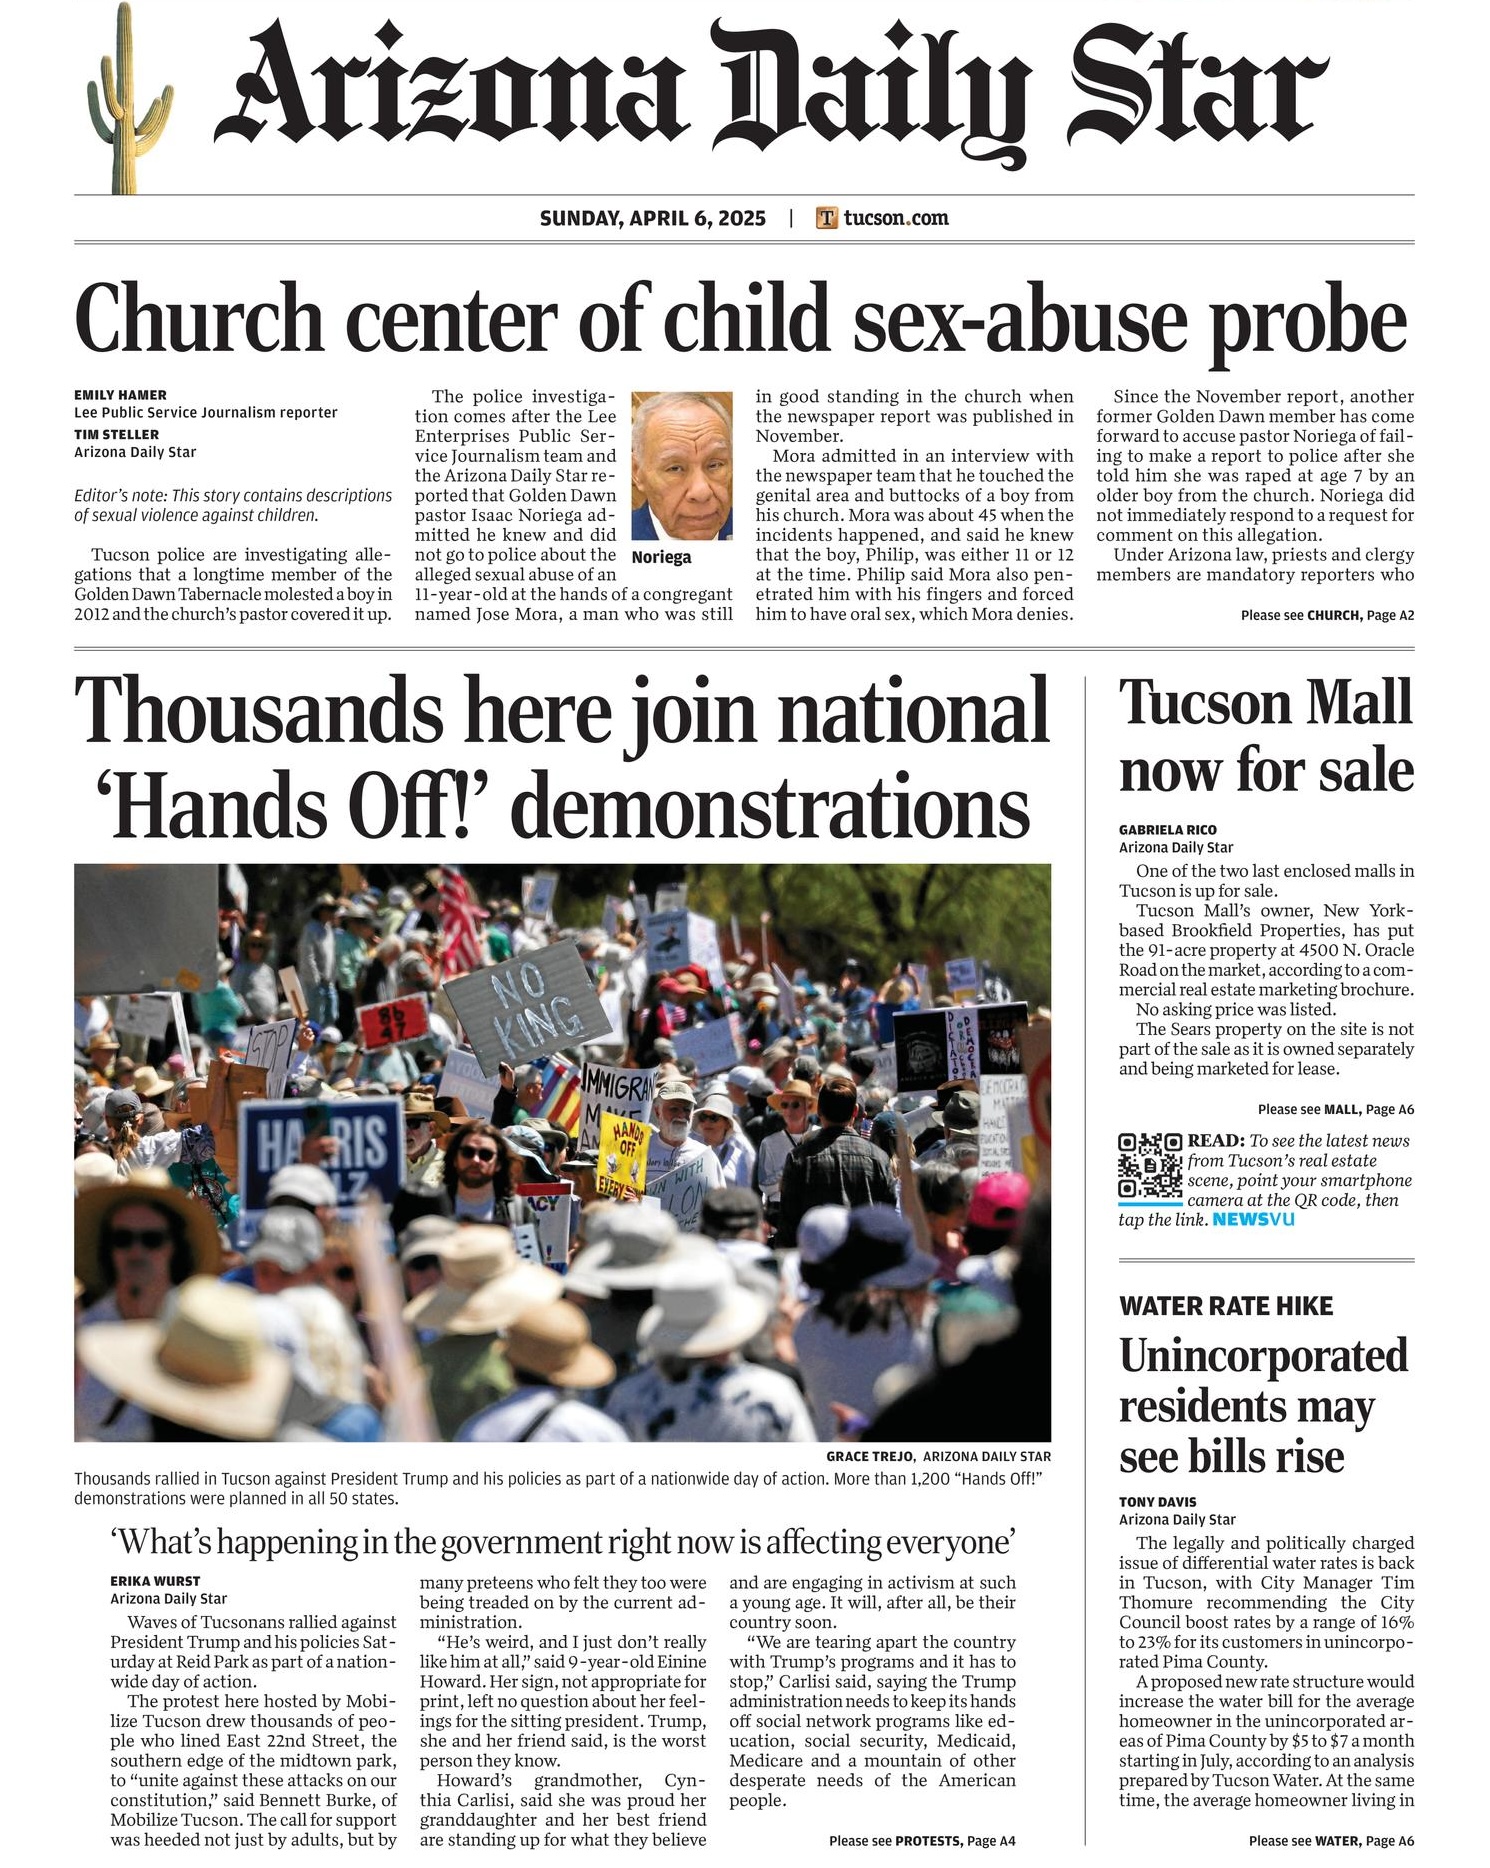 Arizona Daily Star
SUNDAY, APRIL 6, 2025 | T tucson.com
Church center of child sex-abuse probe
EMILY HAMER
Lee Public Service Journalism reporter
TIM STELLER
Arizona Daily Star
Editor's note: This story contains descriptions
of sexual violence against children.
Tucson police are investigating alle-
gations that a longtime member of the
Golden Dawn Tabernacle molested a boy in
2012 and the church's pastor covered it up.
The police investiga-
tion comes after the Lee
Enterprises Public Ser-
vice Journalism team and
the Arizona Daily Star re-
ported that Golden Dawn
pastor Isaac Noriega ad-
mitted he knew and did
not go to police about the
alleged sexual abuse of an
11-year-old at the hands of a congregant
named Jose Mora, a man who was still
Noriega
in good standing in the church when
the newspaper report was published in
November.
Mora admitted in an interview with
the newspaper team that he touched the
genital area and buttocks of a boy from
his church. Mora was about 45 when the
incidents happened, and said he knew
that the boy, Philip, was either 11 or 12
at the time. Philip said Mora also pen-
etrated him with his fingers and forced
him to have oral sex, which Mora denies.
Since the November report, another
former Golden Dawn member has come
forward to accuse pastor Noriega of fail-
ing to make a report to police after she
told him she was raped at age 7 by an
older boy from the church. Noriega did
not immediately respond to a request for
comment on this allegation.
Under Arizona law, priests and clergy
members are mandatory reporters who
Please see CHURCH, Page A2
Thousands here join national
‘Hands Off!’ demonstrations
NO
KING
86
47
STOP
HARRIS
LZ
IMMIGRAN
HANDS
OFF
ACY
GRACE TREJO, ARIZONA DAILY STAR
Thousands rallied in Tucson against President Trump and his policies as part of a nationwide day of action. More than 1,200 “Hands Off!”
demonstrations were planned in all 50 states.
‘What’s happening in the government right now is affecting everyone’
ERIKA WURST
Arizona Daily Star
Waves of Tucsonans rallied against
President Trump and his policies Sat-
urday at Reid Park as part of a nation-
wide day of action.
The protest here hosted by Mobi-
lize Tucson drew thousands of peo-
ple who lined East 22nd Street, the
southern edge of the midtown park,
to “unite against these attacks on our
constitution,” said Bennett Burke, of
Mobilize Tucson. The call for support
was heeded not just by adults, but by
many preteens who felt they too were
being treaded on by the current ad-
ministration.
“He’s weird, and I just don’t really
like him at all,” said 9-year-old Einine
Howard. Her sign, not appropriate for
print, left no question about her feel-
ings for the sitting president. Trump,
she and her friend said, is the worst
person they know.
Howard’s grandmother, Cyn-
thia Carlisi, said she was proud her
granddaughter and her best friend
are standing up for what they believe
and are engaging in activism at such
a young age. It will, after all, be their
country soon.
“We are tearing apart the country
with Trump’s programs and it has to
stop,” Carlisi said, saying the Trump
administration needs to keep its hands
off social network programs like ed-
ucation, social security, Medicaid,
Medicare and a mountain of other
desperate needs of the American
people.
Please see PROTESTS, Page A4
Tucson Mall
now for sale
GABRIELA RICO
Arizona Daily Star
One of the two last enclosed malls in
Tucson is up for sale.
Tucson Mall’s owner, New York-
based Brookfield Properties, has put
the 91-acre property at 4500 N. Oracle
Road on the market, according to a com-
mercial real estate marketing brochure.
No asking price was listed.
The Sears property on the site is not
part of the sale as it is owned separately
and being marketed for lease.
Please see MALL, Page A6
READ: To see the latest news
from Tucson’s real estate
scene, point your smartphone
camera at the QR code, then
tap the link. NEWSVU
WATER RATE HIKE
Unincorporated
residents may
see bills rise
TONY DAVIS
Arizona Daily Star
The legally and politically charged
issue of differential water rates is back
in Tucson, with City Manager Tim
Thomure recommending the City
Council boost rates by a range of 16%
to 23% for its customers in unincorpo-
rated Pima County.
A proposed new rate structure would
increase the water bill for the average
homeowner in the unincorporated ar-
eas of Pima County by $5 to $7 a month
starting in July, according to an analysis
prepared by Tucson Water. At the same
time, the average homeowner living in
Please see WATER, Page A6